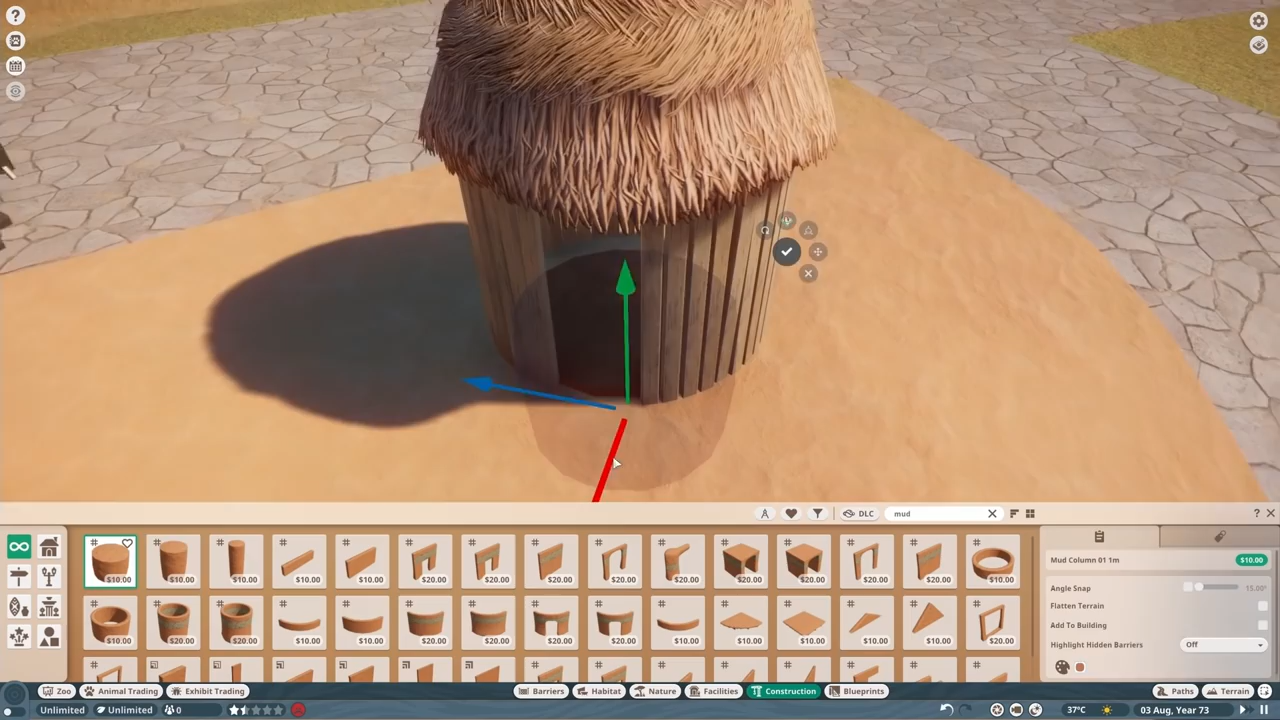 DLC
mud
$10.00 $10.00 $10.00 $10.00 $10.00 $20.00 $20.00 $20.00 $20.00 $20.00 $20.00 $20.00 $20.00 $20.00 $10.00
$10.00 $20.00 $20.00 $10.00 $10.00 $20.00 $20.00 $20.00 $20.00 $10.00 $10.00 $10.00 $10.00 $10.00 $20.00
Mud Column 01 1m $10.00
Angle Snap 15.00°
Flatten Terrain
Add To Building
Highlight Hidden Barriers Off
Zoo Animal Trading Exhibit Trading Barriers Habitat Nature Facilities Construction Blueprints Paths Terrain
Unlimited Unlimited 0 37°C 03 Aug, Year 73